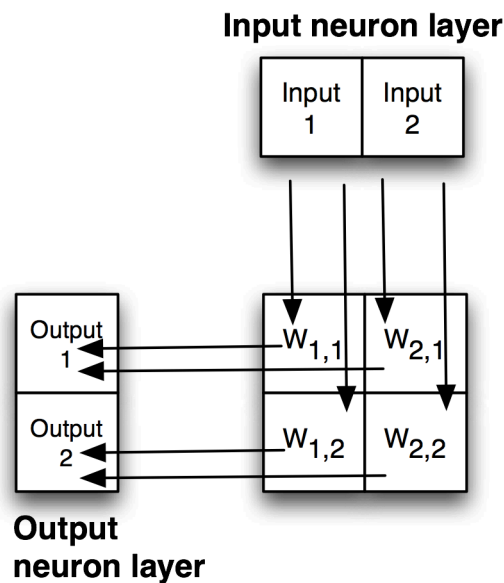 Input neuron layer
Input
1
Input
2
Output
1
W1,1
W2,1
Output
2
W1,2
W2,2
Output
neuron layer